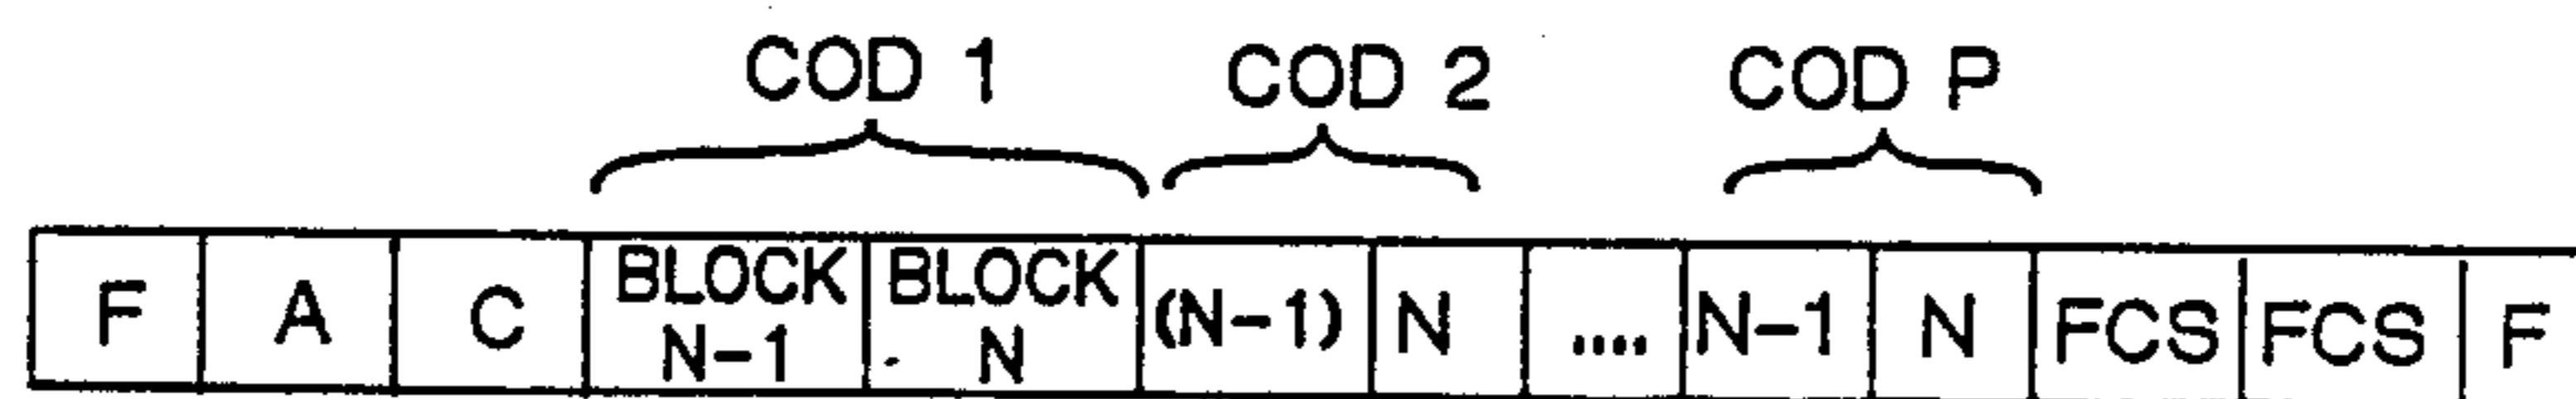 COD 1 COD 2 COD P
F A C BLOCK N-1 BLOCK N (N-1) N .... N-1 N FCS FCS F